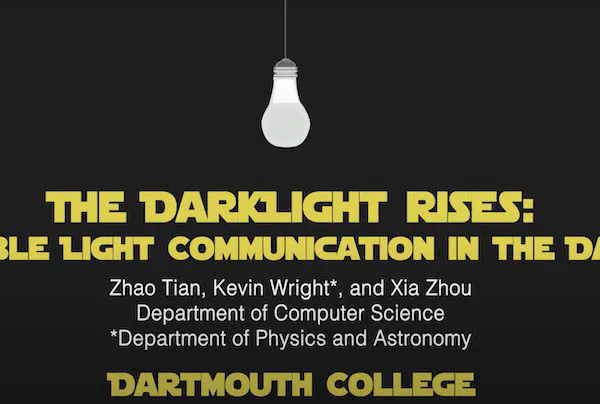 THE DARKLIGHT RISES:
BLE LIGHT COMMUNICATION IN THE DA
Zhao Tian, Kevin Wright*, and Xia Zhou
Department of Computer Science
*Department of Physics and Astronomy
DARTMOUTH COLLEGE